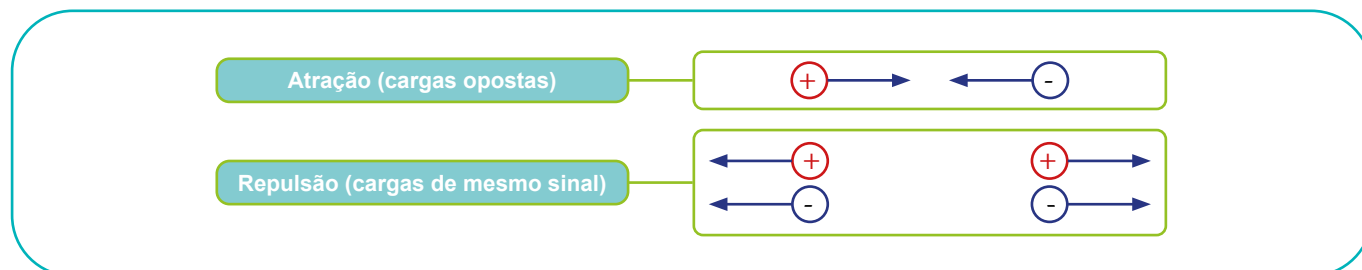 Atração (cargas opostas)
+ -
Repulsão (cargas de mesmo sinal)
+ +
- -